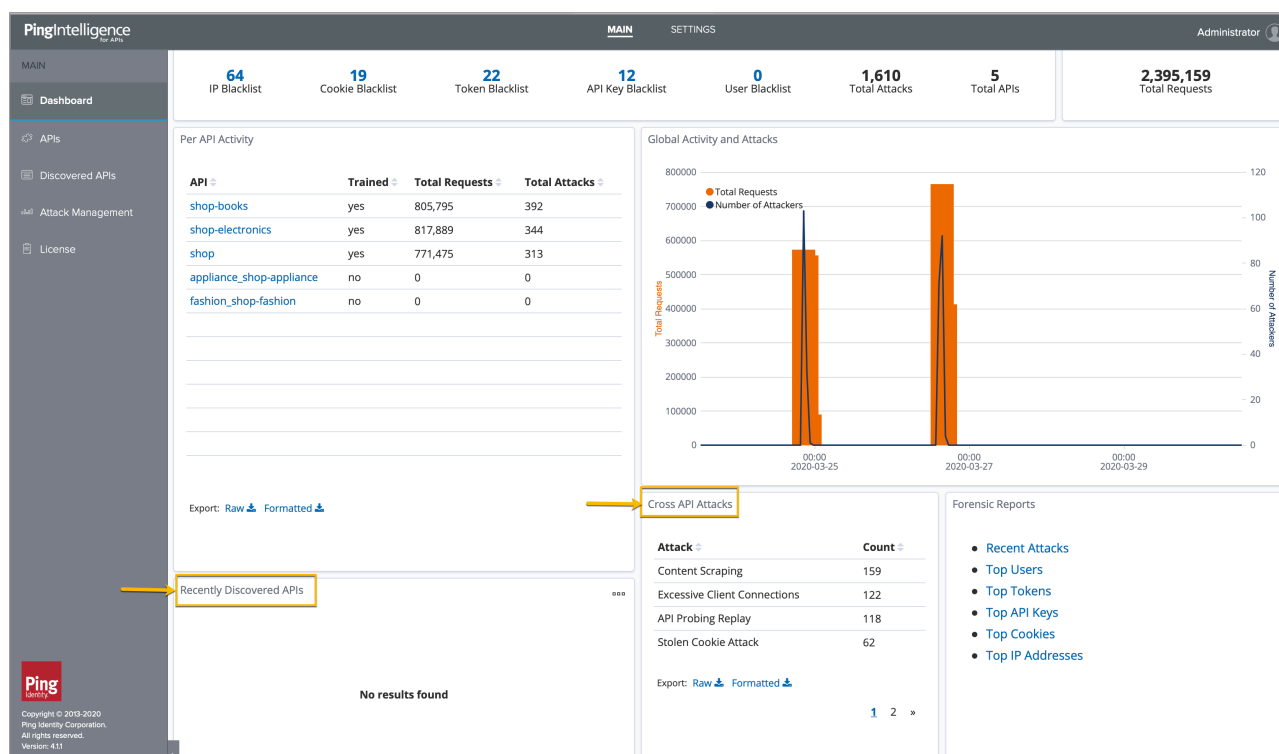 PingIntelligence
for APIs
MAIN
SETTINGS
Administrator
MAIN
Dashboard
APIs
Discovered APIs
Attack Management
License
64
IP Blacklist
19
Cookie Blacklist
22
Token Blacklist
12
API Key Blacklist
0
User Blacklist
1,610
Total Attacks
5
Total APIs
2,395,159
Total Requests
Per API Activity
API Trained Total Requests Total Attacks
shop-books yes 805,795 392
shop-electronics yes 817,889 344
shop yes 771,475 313
appliance_shop-appliance no 0 0
fashion_shop-fashion no 0 0
Export: Raw Formatted
Global Activity and Attacks
Total Requests
Number of Attackers
800000
700000
600000
500000
400000
300000
200000
100000
0
Total Requests
120
100
80
60
40
20
0
Number of Attackers
00:00
2020-03-25
00:00
2020-03-27
00:00
2020-03-29
Recently Discovered APIs
No results found
Cross API Attacks
Attack Count
Content Scraping 159
Excessive Client Connections 122
API Probing Replay 118
Stolen Cookie Attack 62
Export: Raw Formatted
1 2 »
Forensic Reports
Recent Attacks
Top Users
Top Tokens
Top API Keys
Top Cookies
Top IP Addresses
Ping
Identity
Copyright © 2013-2020
Ping Identity Corporation.
All rights reserved.
Version: 4.1.1